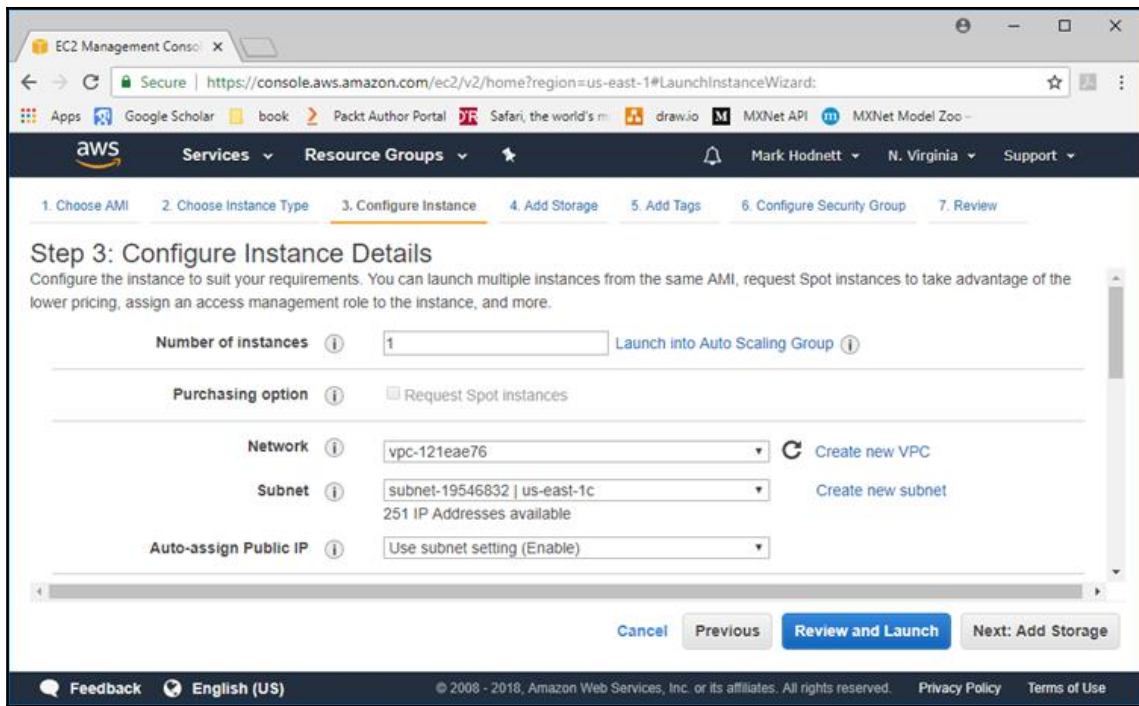 EC2 Management Consol
Secure | https://console.aws.amazon.com/ec2/v2/home?region=us-east-1#LaunchInstanceWizard:
Apps Google Scholar book Packt Author Portal Safari, the world's m draw.io M MXNet API m MXNet Model Zoo -
aws Services Resource Groups Mark Hodnett N. Virginia Support
1. Choose AMI 2. Choose Instance Type 3. Configure Instance 4. Add Storage 5. Add Tags 6. Configure Security Group 7. Review
Step 3: Configure Instance Details
Configure the instance to suit your requirements. You can launch multiple instances from the same AMI, request Spot instances to take advantage of the
lower pricing, assign an access management role to the instance, and more.
Number of instances i 1 Launch into Auto Scaling Group i
Purchasing option i Request Spot instances
Network i vpc-121eae76 Create new VPC
Subnet i subnet-19546832 | us-east-1c Create new subnet
251 IP Addresses available
Auto-assign Public IP i Use subnet setting (Enable)
Cancel Previous Review and Launch Next: Add Storage
Feedback English (US) © 2008 - 2018, Amazon Web Services, Inc. or its affiliates. All rights reserved. Privacy Policy Terms of Use